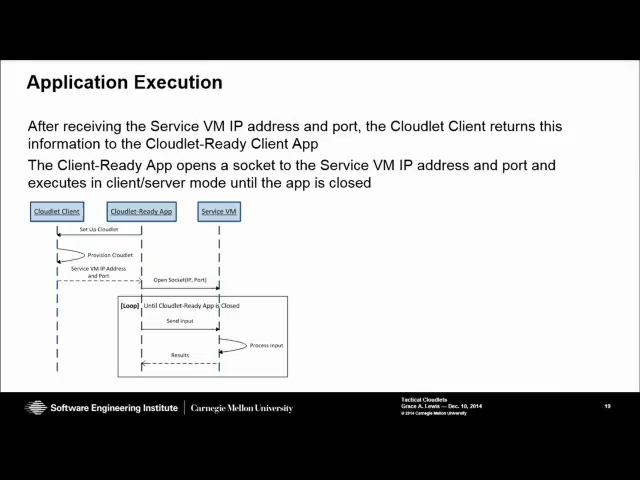 Application Execution
After receiving the Service VM IP address and port, the Cloudlet Client returns this
information to the Cloudlet-Ready Client App
The Client-Ready App opens a socket to the Service VM IP address and port and
executes in client/server mode until the app is closed
Cloudlet Client
Cloudlet-Ready App
Service VM
Set Up Cloudlet
Provision Cloudlet
Service VM IP Address
and Port
Open Socket(IP, Port)
[Loop] Until Cloudlet-Ready App is Closed
Send Input
Process Input
Results
Software Engineering Institute | Carnegie Mellon University
Tactical Cloudlets
Grace A. Lewis — Dec. 10, 2014
© 2014 Carnegie Mellon University
19